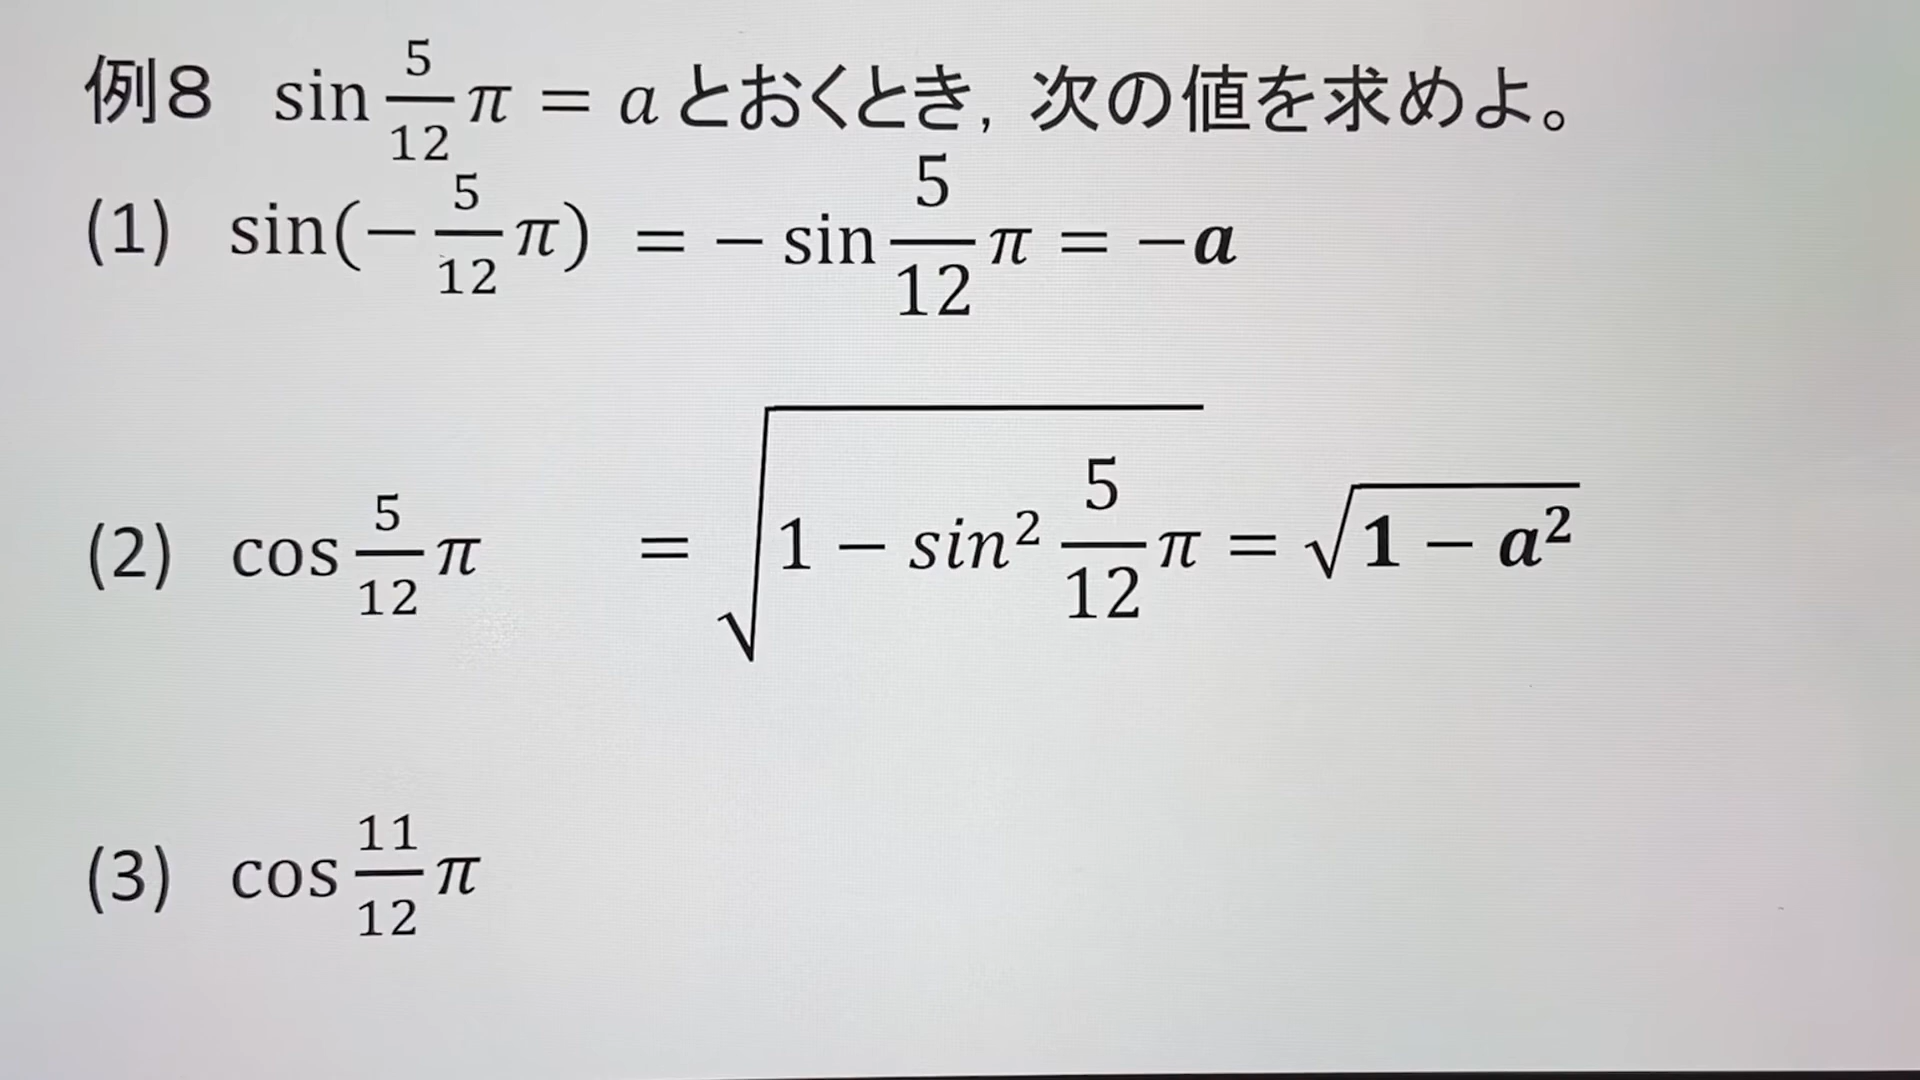 例8 sin 5/12 π = a とおくとき, 次の値を求めよ。
(1) sin(− 5/12 π) = − sin 5/12 π = −a
(2) cos 5/12 π = √(1 − sin² 5/12 π) = √(1 − a²)
(3) cos 11/12 π